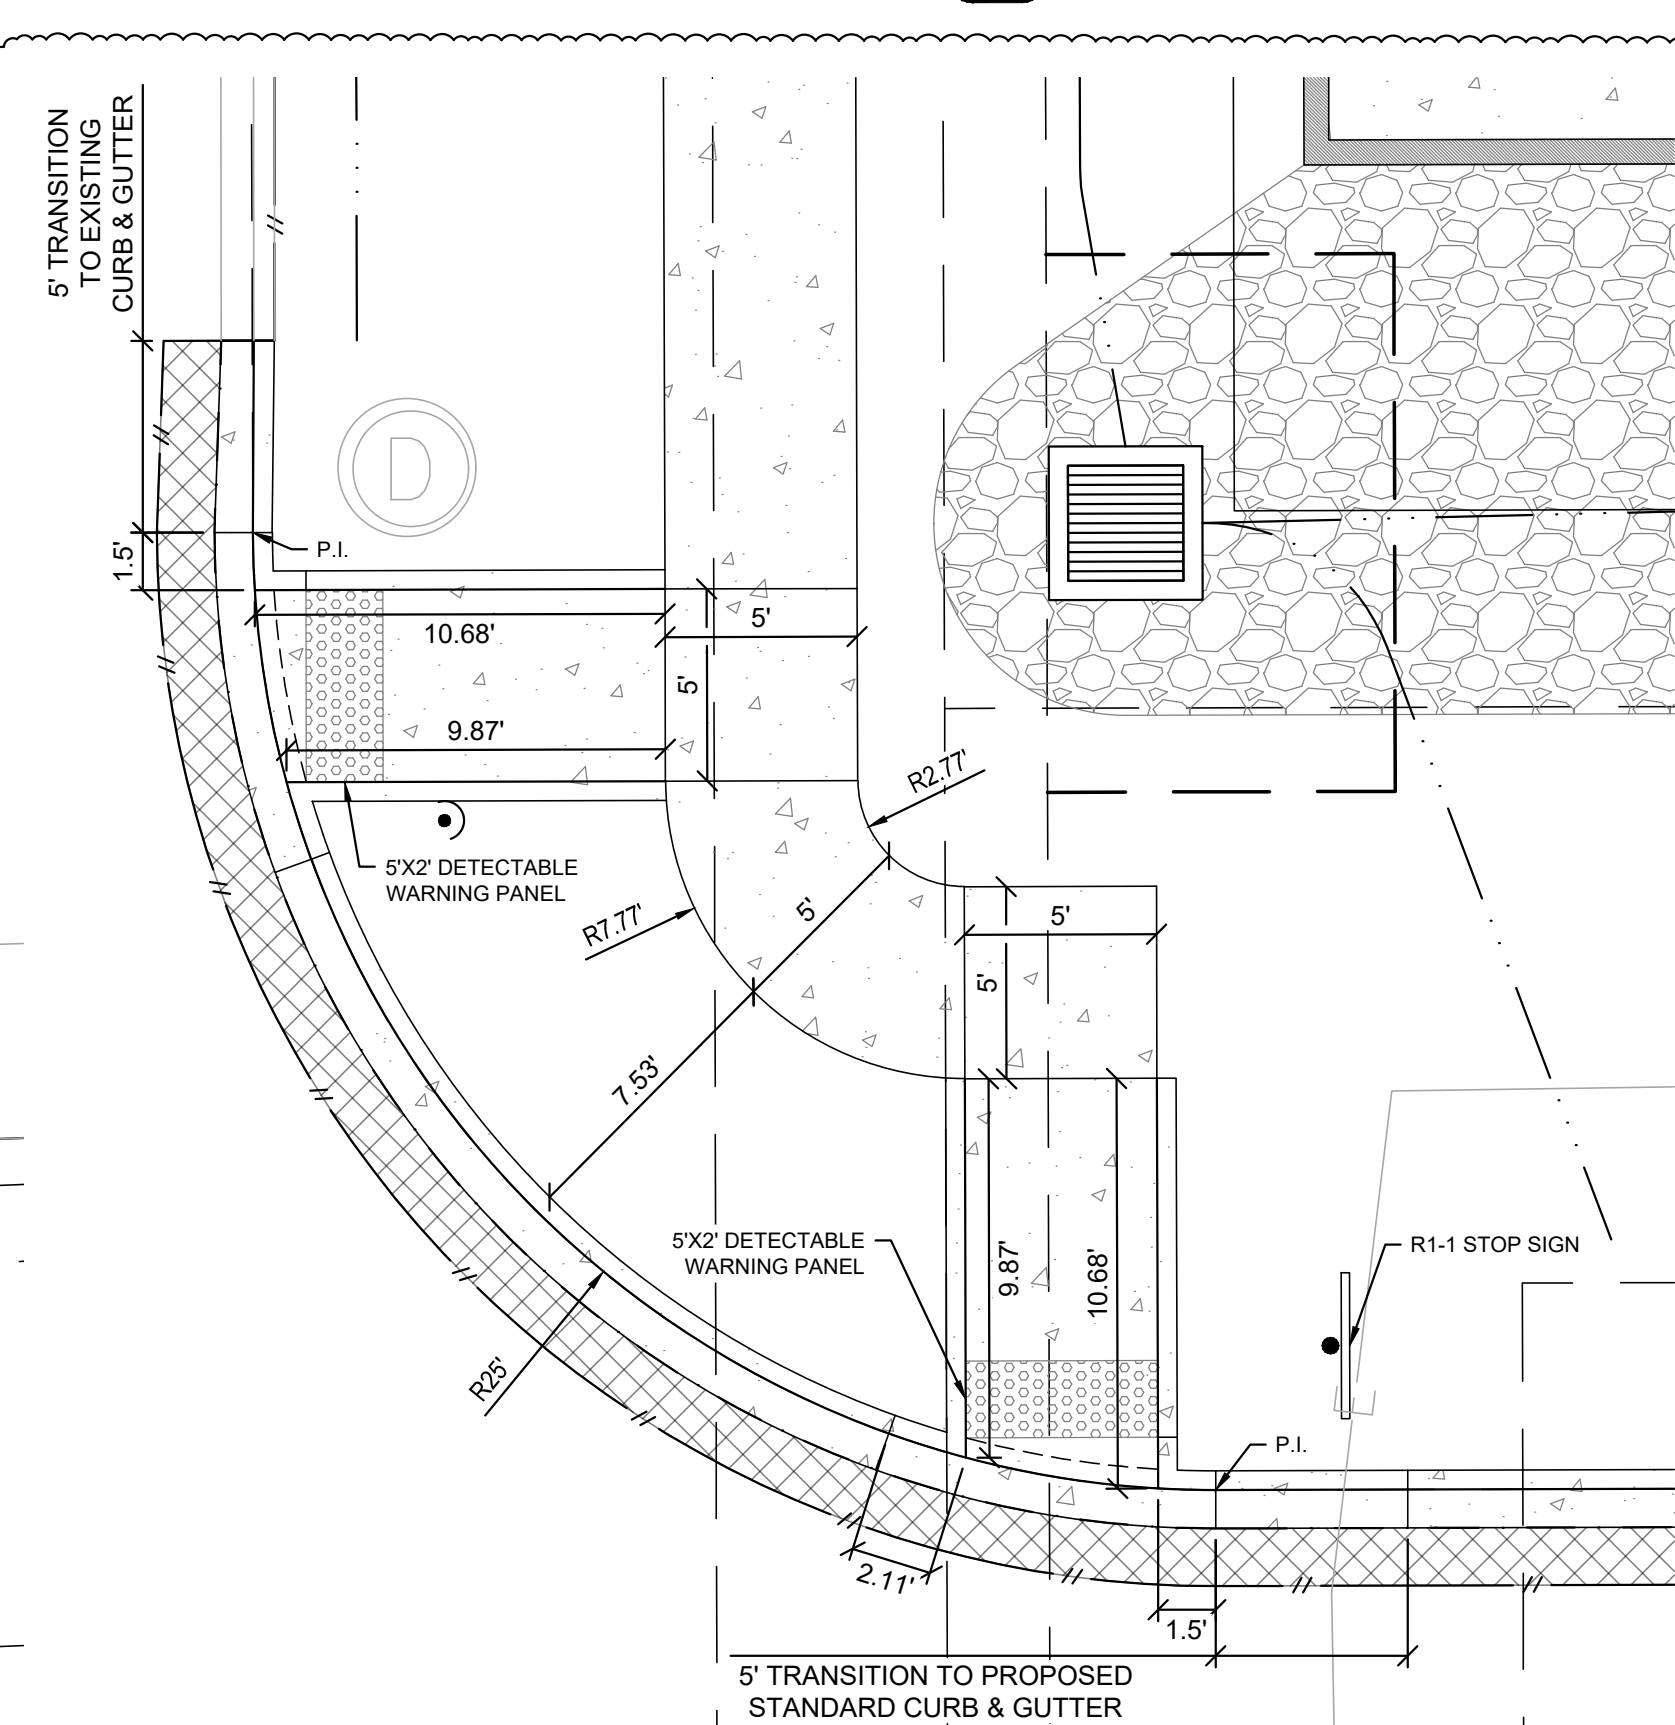 5' TRANSITION
TO EXISTING
CURB & GUTTER
D
P.I.
1.5'
10.68'
5'
5'
9.87'
R2.77'
5'X2' DETECTABLE
WARNING PANEL
R7.77'
5'
5'
5'
7.53'
5'X2' DETECTABLE
WARNING PANEL
9.87'
10.68'
R1-1 STOP SIGN
R25'
P.I.
2.11'
1.5'
5' TRANSITION TO PROPOSED
STANDARD CURB & GUTTER